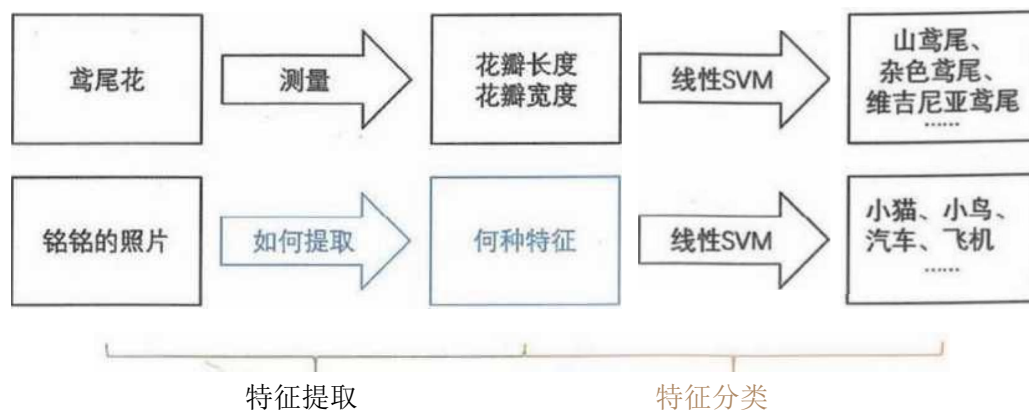 鸢尾花
测量
花瓣长度
花瓣宽度
线性SVM
山鸢尾、
杂色鸢尾、
维吉尼亚鸢尾
……
铭铭的照片
如何提取
何种特征
线性SVM
小猫、小鸟、
汽车、飞机
……
特征提取
特征分类